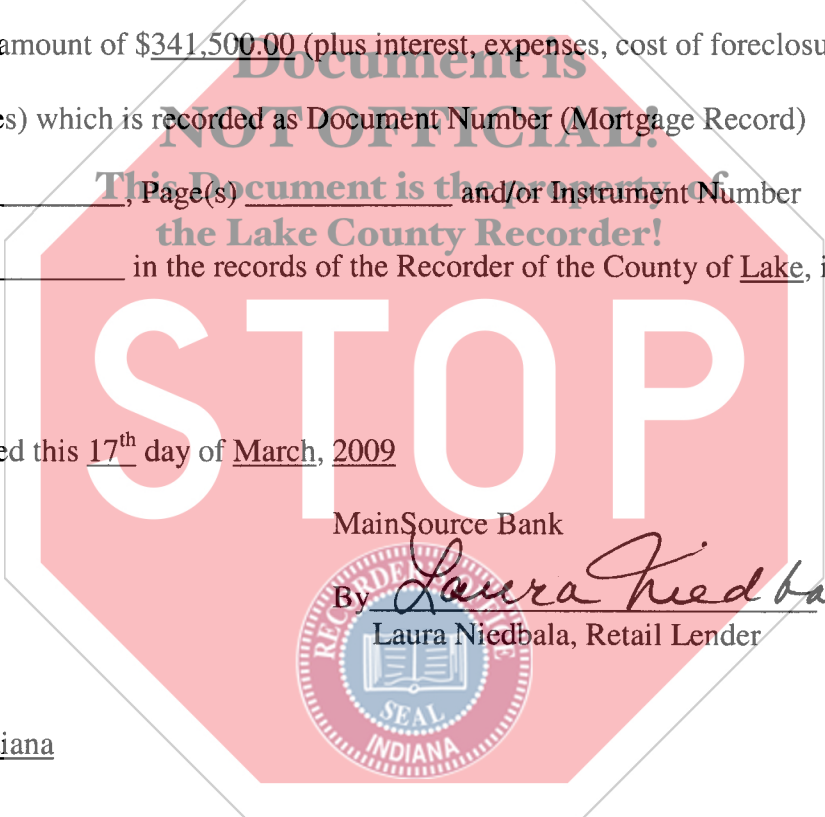 amount of $341,500.00 (plus interest, expenses, cost of foreclosu
Document is
es) which is recorded as Document Number (Mortgage Record)
NOT OFFICIAL!
This Document is the property of
, Page(s) and/or Instrument Number
the Lake County Recorder!
in the records of the Recorder of the County of Lake, i
STOP
ed this 17th day of March, 2009
MainSource Bank
By Laura Niedba
Laura Niedbala, Retail Lender
RECORDER OFFICE
SEAL
INDIANA
iana